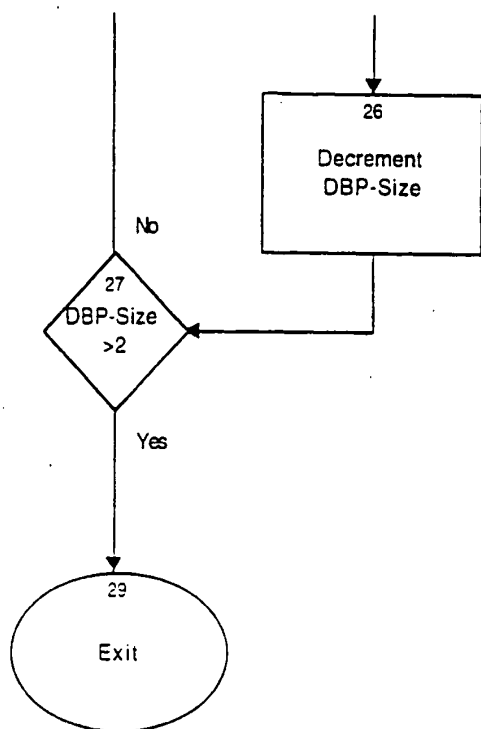 26
Decrement
DBP-Size
No
27
DBP-Size
>2
Yes
29
Exit